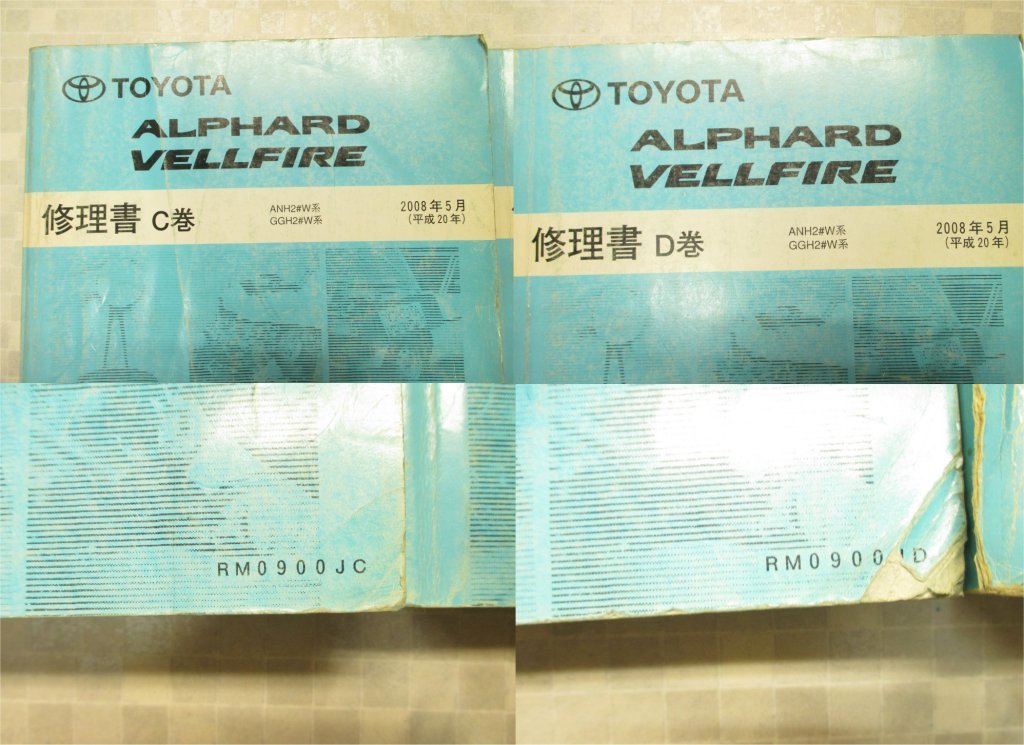 TOYOTA
ALPHARD
VELLFIRE
修理書 C巻
ANH2#W系
GGH2#W系
2008年5月
(平成20年)
TOYOTA
ALPHARD
VELLFIRE
修理書 D巻
ANH2#W系
GGH2#W系
2008年5月
(平成20年)
RM0900JC
RM0900JD